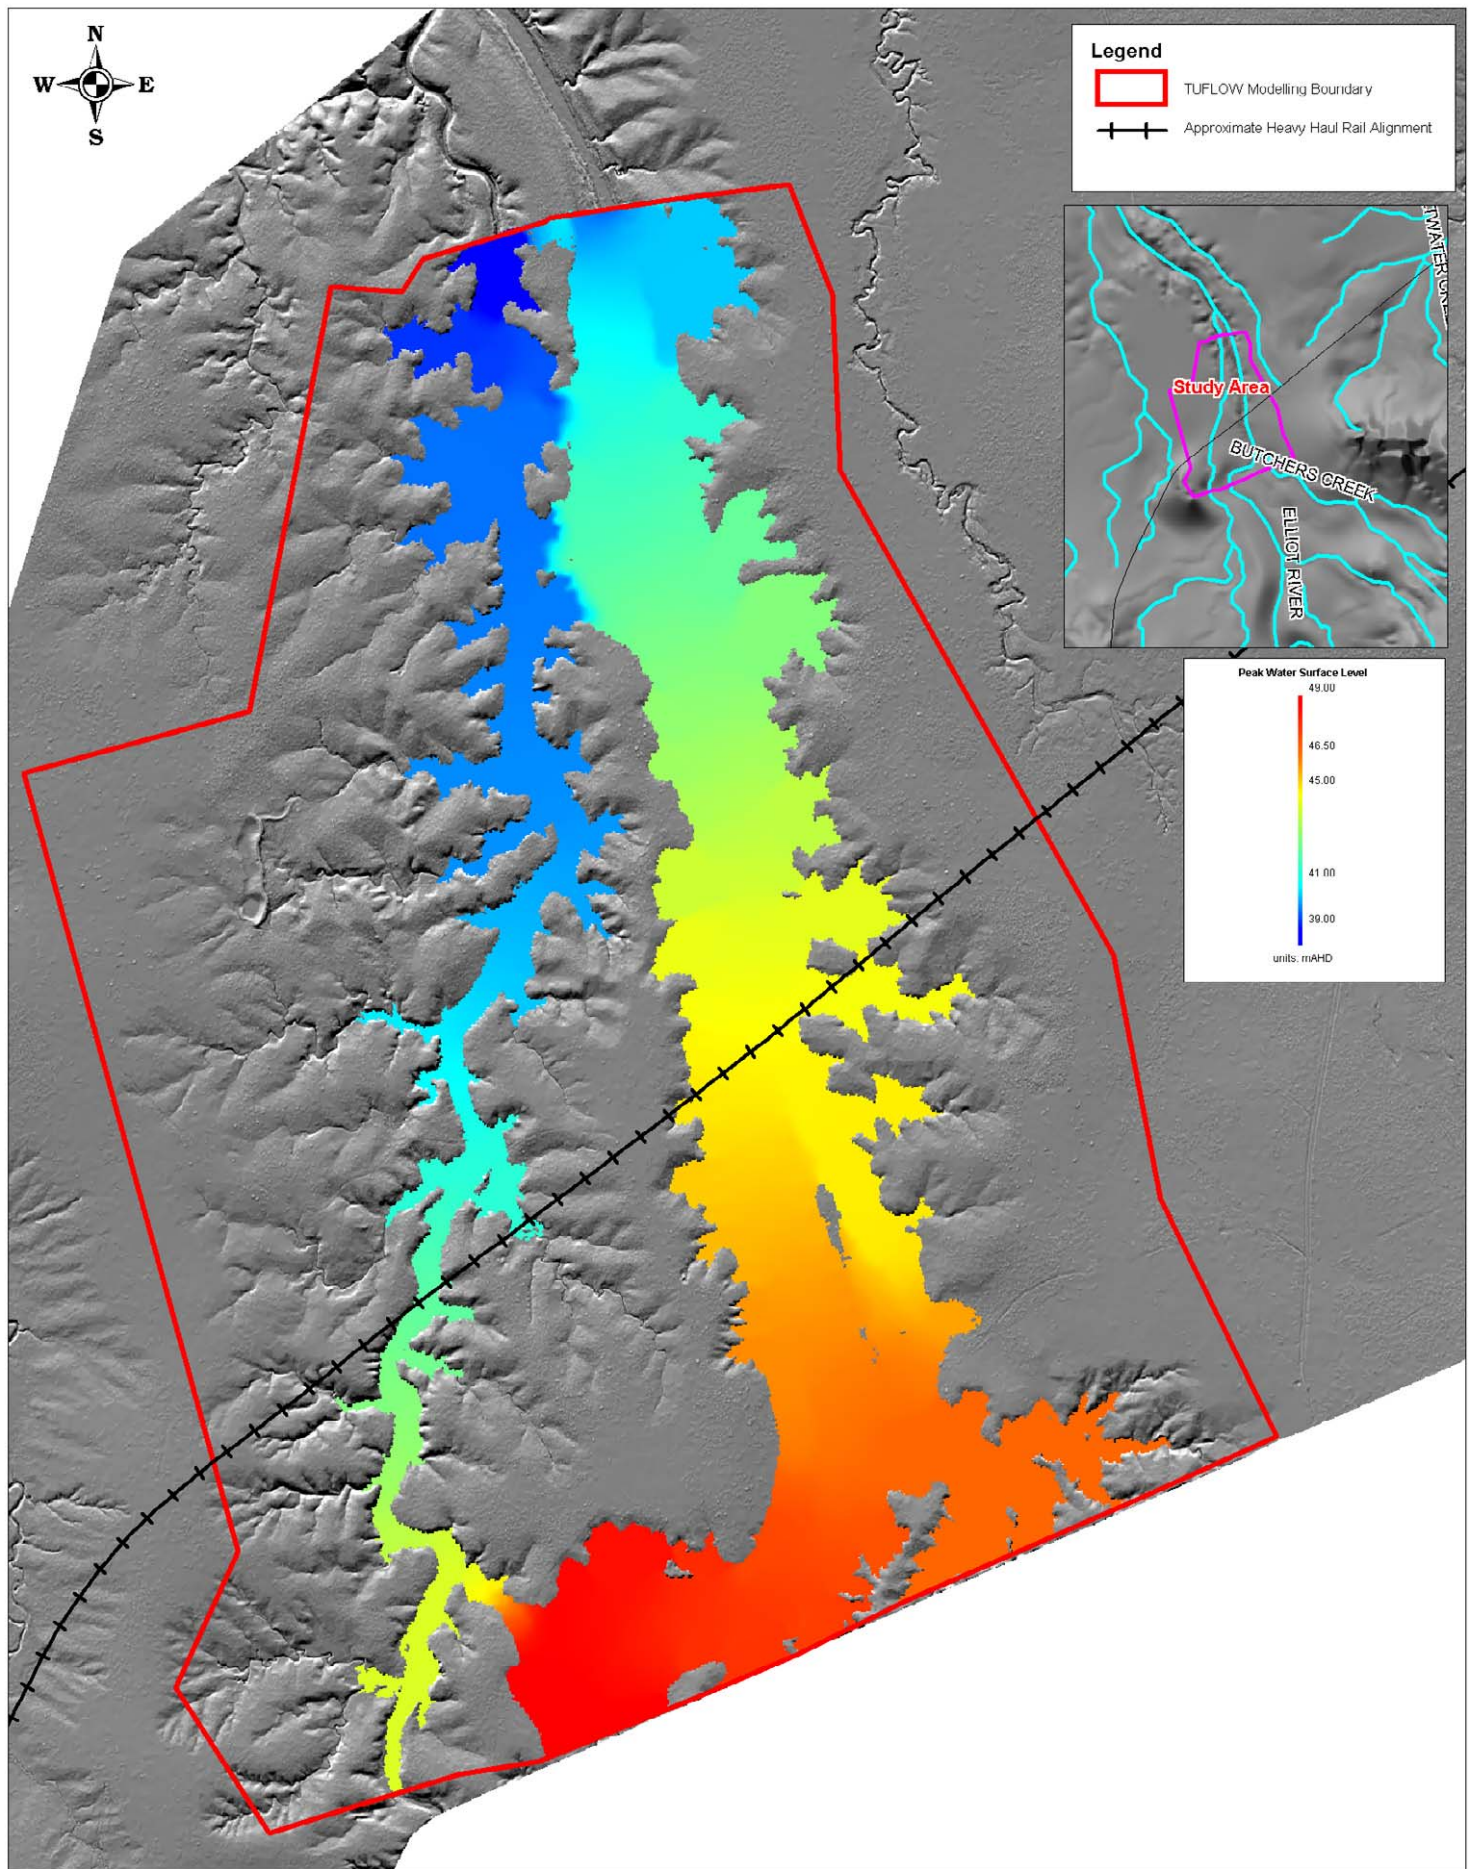 N
W E
S
Legend
TUFLOW Modelling Boundary
Approximate Heavy Haul Rail Alignment
Study Area
BUTCHERS CREEK
ELLIOT RIVER
Peak Water Surface Level
49.00
46.50
45.00
41.00
39.00
units: mAHD